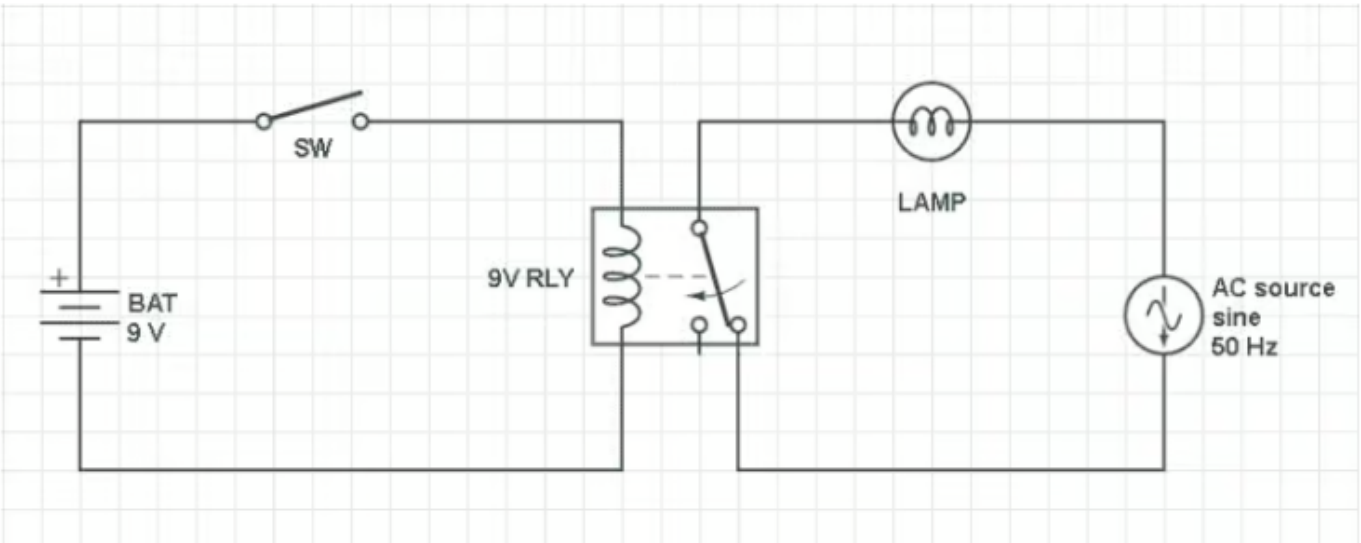 SW
LAMP
9V RLY
+
BAT
9 V
AC source
sine
50 Hz